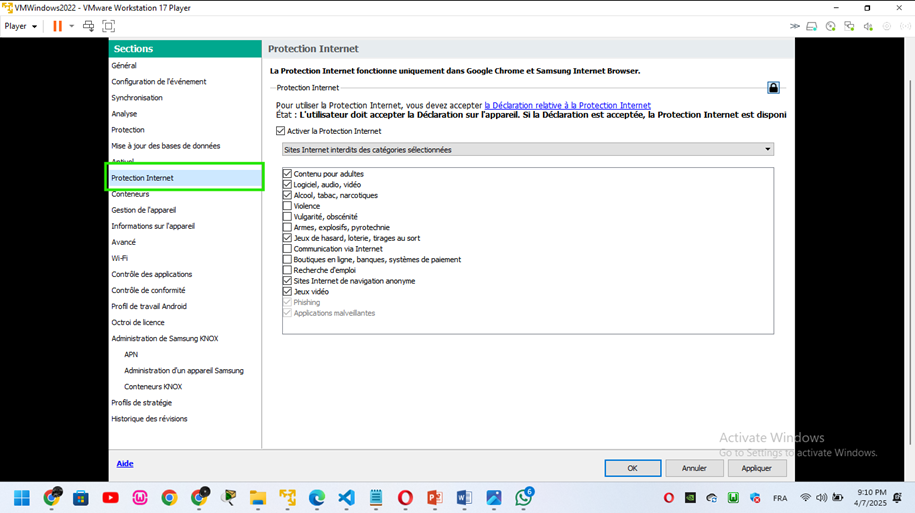 VMWindows2022 - VMware Workstation 17 Player
Player
Sections
Général
Configuration de l'événement
Synchronisation
Analyse
Protection
Mise à jour des bases de données
Antivol
Protection Internet
Conteneurs
Gestion de l'appareil
Informations sur l'appareil
Avancé
Wi-Fi
Contrôle des applications
Contrôle de conformité
Profil de travail Android
Octroi de licence
Administration de Samsung KNOX
APN
Administration d'un appareil Samsung
Conteneurs KNOX
Profils de stratégie
Historique des révisions
Protection Internet
La Protection Internet fonctionne uniquement dans Google Chrome et Samsung Internet Browser.
Protection Internet
Pour utiliser la Protection Internet, vous devez accepter la Déclaration relative à la Protection Internet
État : L'utilisateur doit accepter la Déclaration sur l'appareil. Si la Déclaration est acceptée, la Protection Internet est disponi
Activer la Protection Internet
Sites Internet interdits des catégories sélectionnées
Contenu pour adultes
Logiciel, audio, vidéo
Alcool, tabac, narcotiques
Violence
Vulgarité, obscénité
Armes, explosifs, pyrotechnie
Jeux de hasard, loterie, tirages au sort
Communication via Internet
Boutiques en ligne, banques, systèmes de paiement
Recherche d'emploi
Sites Internet de navigation anonyme
Jeux vidéo
Phishing
Applications malveillantes
Activate Windows
Go to Settings to activate Windows.
Aide
OK
Annuler
Appliquer
6
FRA
9:10 PM
4/7/2025